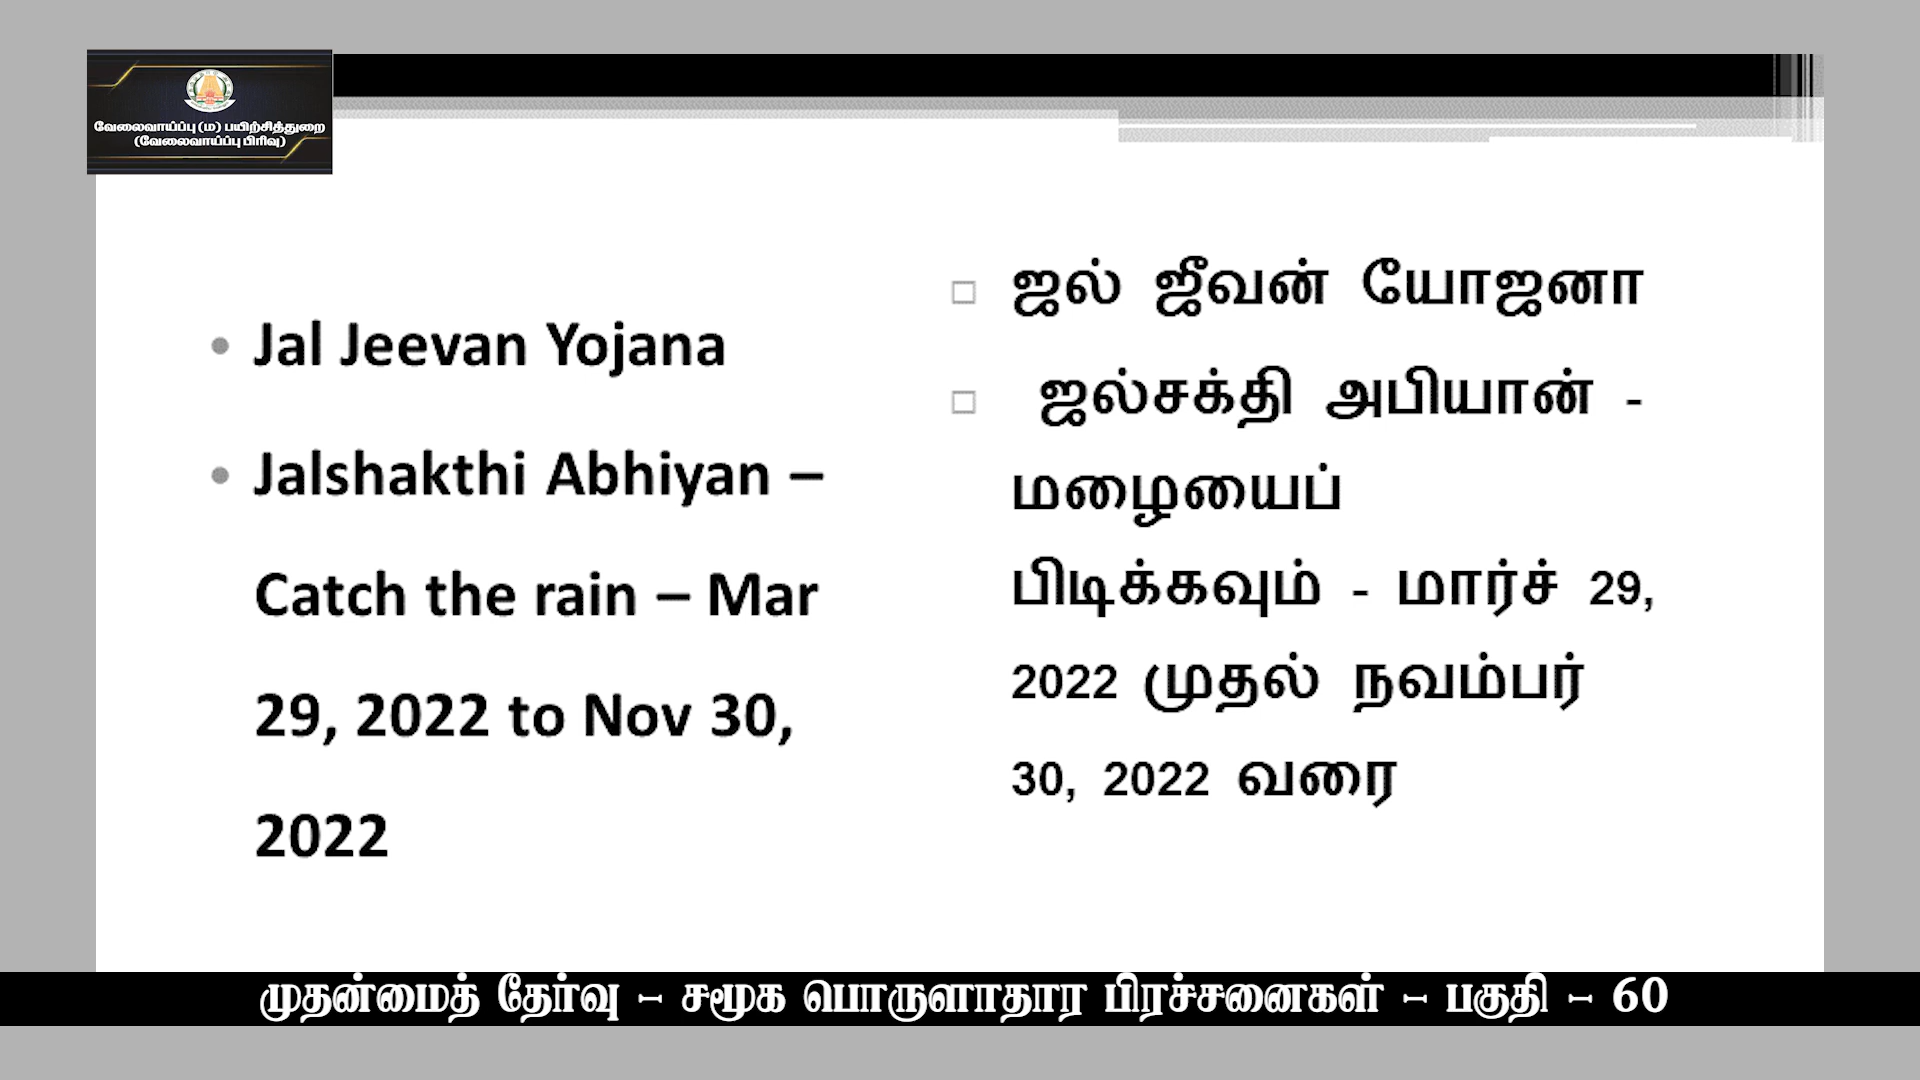 வேலைவாய்ப்பு (ம) பயிற்சித்துறை
(வேலைவாய்ப்பு பிரிவு)
• Jal Jeevan Yojana
• Jalshakthi Abhiyan –
Catch the rain – Mar
29, 2022 to Nov 30,
2022
ஜல் ஜீவன் யோஜனா
ஜல்சக்தி அபியான் -
மழையைப்
பிடிக்கவும் - மார்ச் 29,
2022 முதல் நவம்பர்
30, 2022 வரை
முதன்மைத் தேர்வு - சமூக பொருளாதார பிரச்சனைகள் - பகுதி - 60